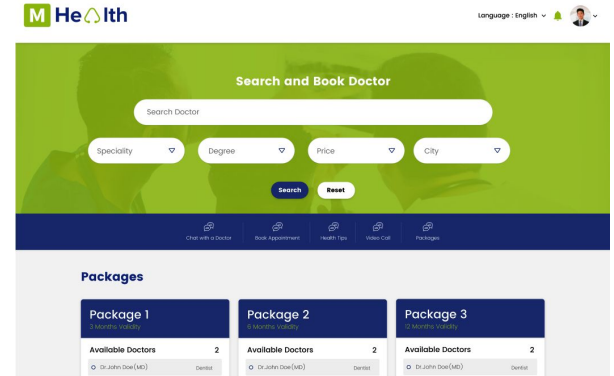 M Health
Language : English
Search and Book Doctor
Search Doctor
Speciality
Degree
Price
City
Search
Reset
Chat with a Doctor
Book Appointment
Health Tips
Video Call
Packages
Packages
Package 1
3 Months Validity
Available Doctors 2
Dr.John Doe(MD) Dentist
Package 2
6 Months Validity
Available Doctors 2
Dr.John Doe(MD) Dentist
Package 3
12 Months Validity
Available Doctors 2
Dr.John Doe(MD) Dentist